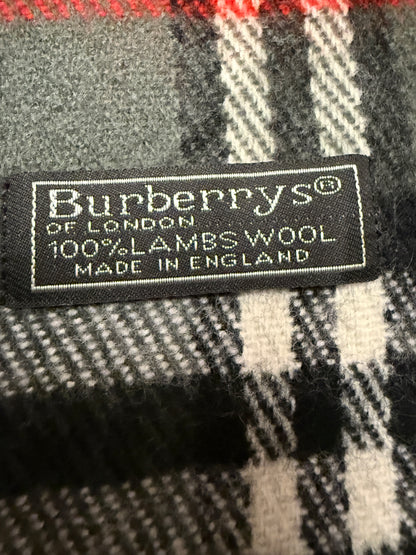 Burberrys®
OF LONDON
100% LAMBS WOOL
MADE IN ENGLAND